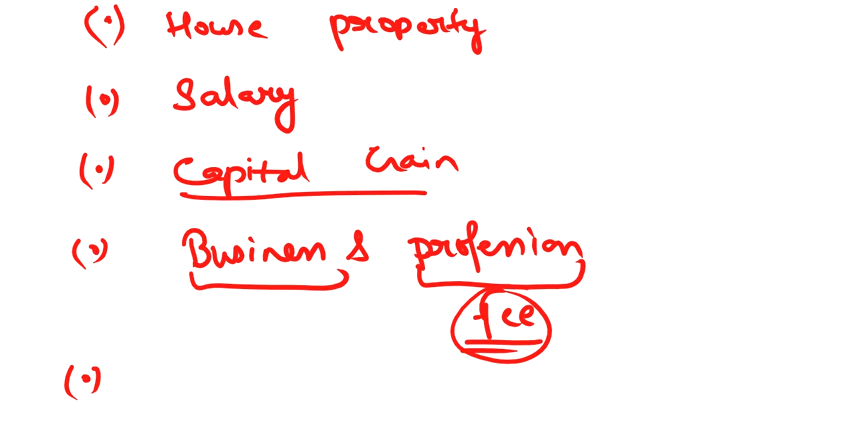 (•) House property
(•) Salary
(•) Capital Gain
(•) Business & profession
fee
(•)